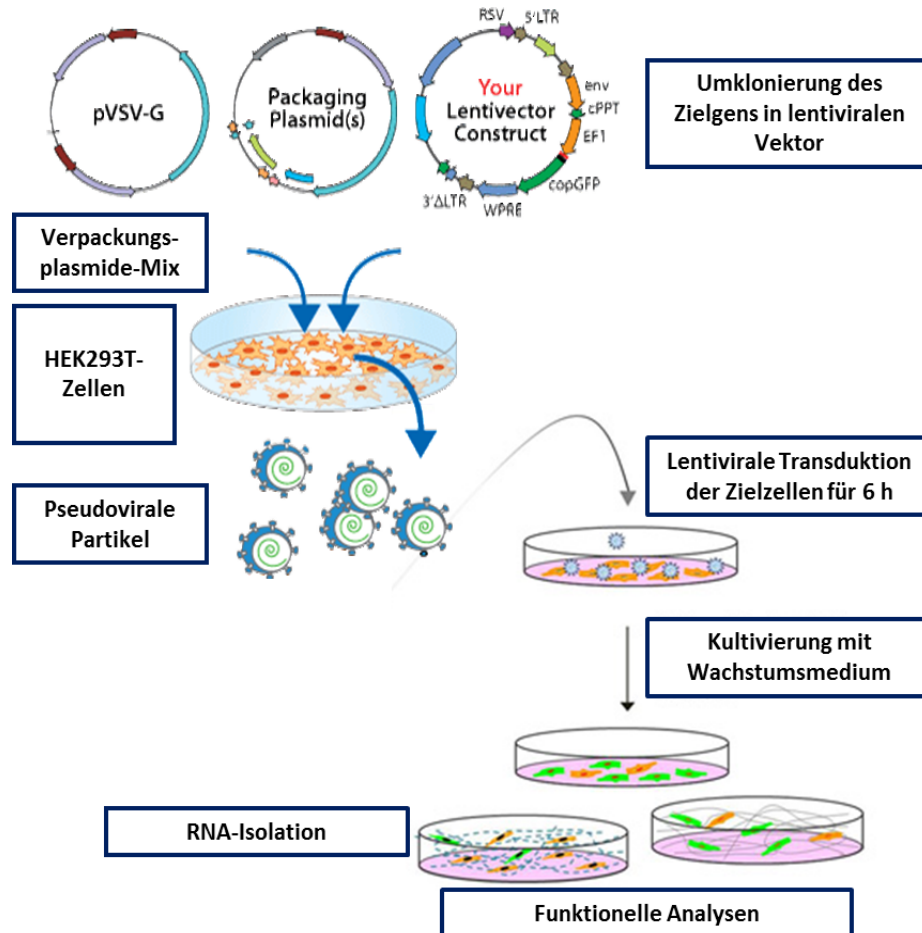 pVSV-G
Packaging
Plasmid(s)
Your
Lentivector
Construct
RSV
5'LTR
env
cPPT
EF1
copGFP
WPRE
3'ΔLTR
Umklonierung des
Zielgens in lentiviralen
Vektor
Verpackungs-
plasmide-Mix
HEK293T-
Zellen
Pseudovirale
Partikel
Lentivirale Transduktion
der Zielzellen für 6 h
Kultivierung mit
Wachstumsmedium
RNA-Isolation
Funktionelle Analysen